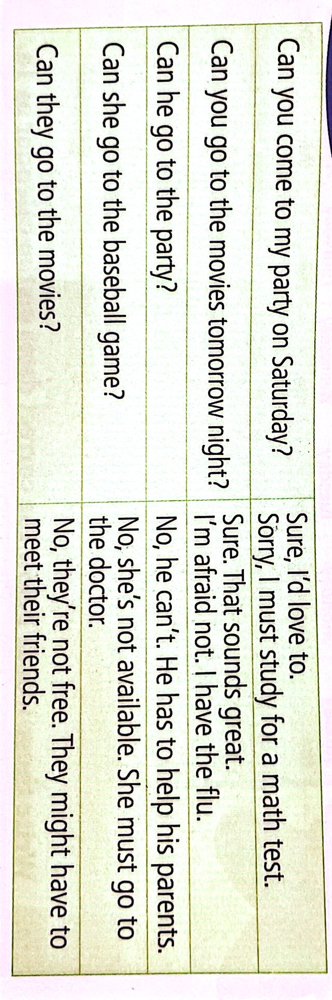 Can you come to my party on Saturday?
Sure, I'd love to.
Sorry, I must study for a math test.
Can you go to the movies tomorrow night?
Sure. That sounds great.
I'm afraid not. I have the flu.
Can he go to the party?
No, he can't. He has to help his parents.
Can she go to the baseball game?
No, she's not available. She must go to
the doctor.
Can they go to the movies?
No, they're not free. They might have to
meet their friends.